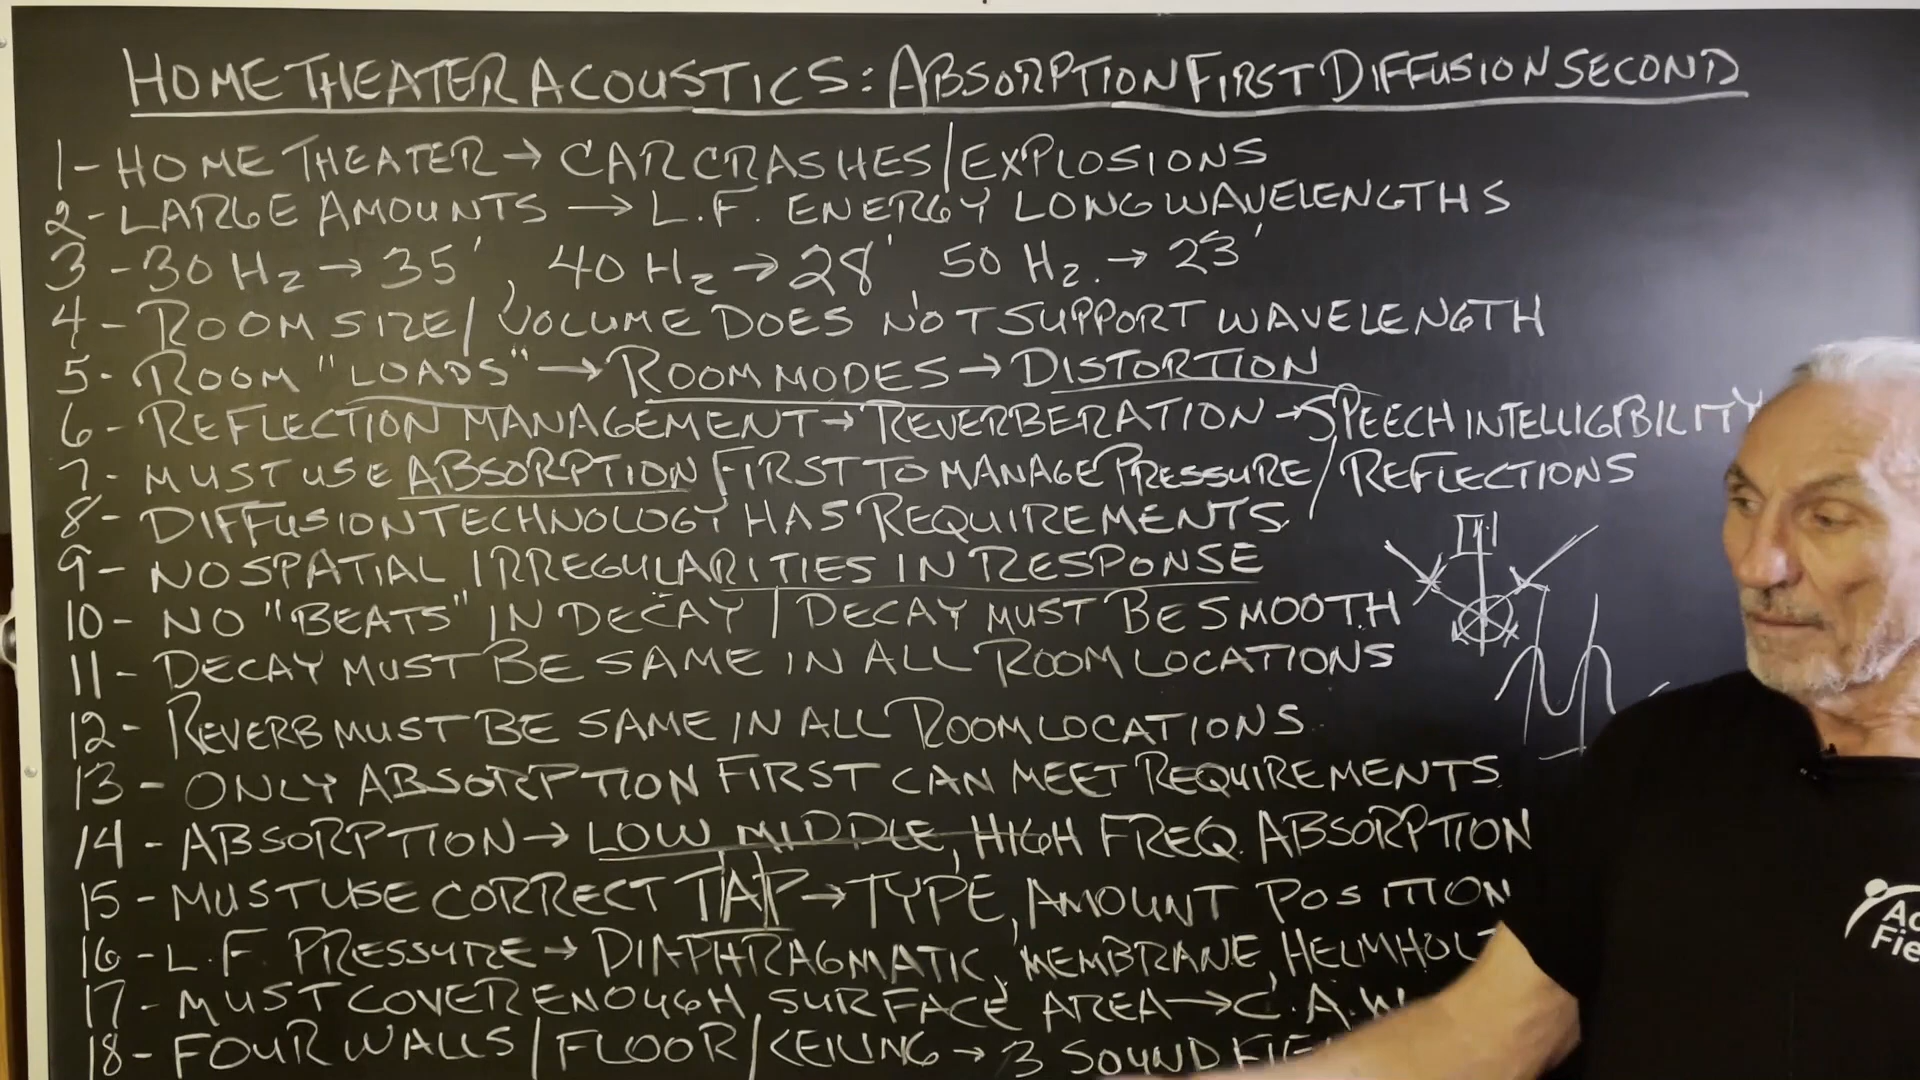 HOME THEATER ACOUSTICS: ABSORPTION FIRST DIFFUSION SECOND
1- HOME THEATER → CAR CRASHES/EXPLOSIONS
2- LARGE AMOUNTS → L.F. ENERGY LONG WAVELENGTHS
3- 30 Hz → 35', 40 Hz → 28' 50 Hz. → 23'
4- ROOM SIZE/VOLUME DOES NOT SUPPORT WAVELENGTH
5- ROOM "LOADS" → ROOM MODES → DISTORTION
6- REFLECTION MANAGEMENT → REVERBERATION → SPEECH INTELLIGIBILITY
7- MUST USE ABSORPTION FIRST TO MANAGE PRESSURE/REFLECTIONS
8- DIFFUSION TECHNOLOGY HAS REQUIREMENTS
9- NO SPATIAL IRREGULARITIES IN RESPONSE
10- NO "BEATS" IN DECAY / DECAY MUST BE SMOOTH
11- DECAY MUST BE SAME IN ALL ROOM LOCATIONS
12- REVERB MUST BE SAME IN ALL ROOM LOCATIONS
13- ONLY ABSORPTION FIRST CAN MEET REQUIREMENTS
14- ABSORPTION → LOW MIDDLE, HIGH FREQ. ABSORPTION
15- MUST USE CORRECT TAP → TYPE, AMOUNT POSITION
16- L.F. PRESSURE → DIAPHRAGMATIC, MEMBRANE, HELMHOL
17- MUST COVER ENOUGH SURFACE AREA → C.A.W
18- FOUR WALLS/FLOOR/CEILING → 3 SOUND FIE
Ac
Fie